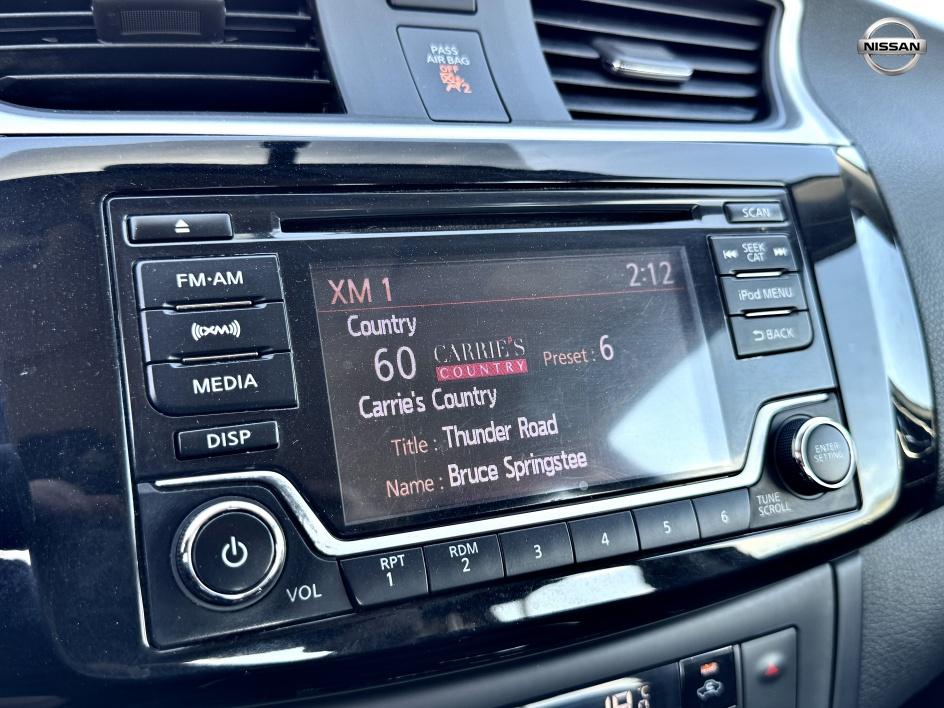 PASS
AIR BAG
OFF
2
NISSAN
SCAN
FM·AM
SEEK
CAT
XM 1 2:12
Country
XM
iPod MENU
60 CARRIE'S
COUNTRY
Preset : 6
BACK
MEDIA
Carrie's Country
DISP
Title : Thunder Road
ENTER
SETTING
Name : Bruce Springstee
TUNE
SCROLL
VOL
RPT
1
RDM
2
3
4
5
6
°C